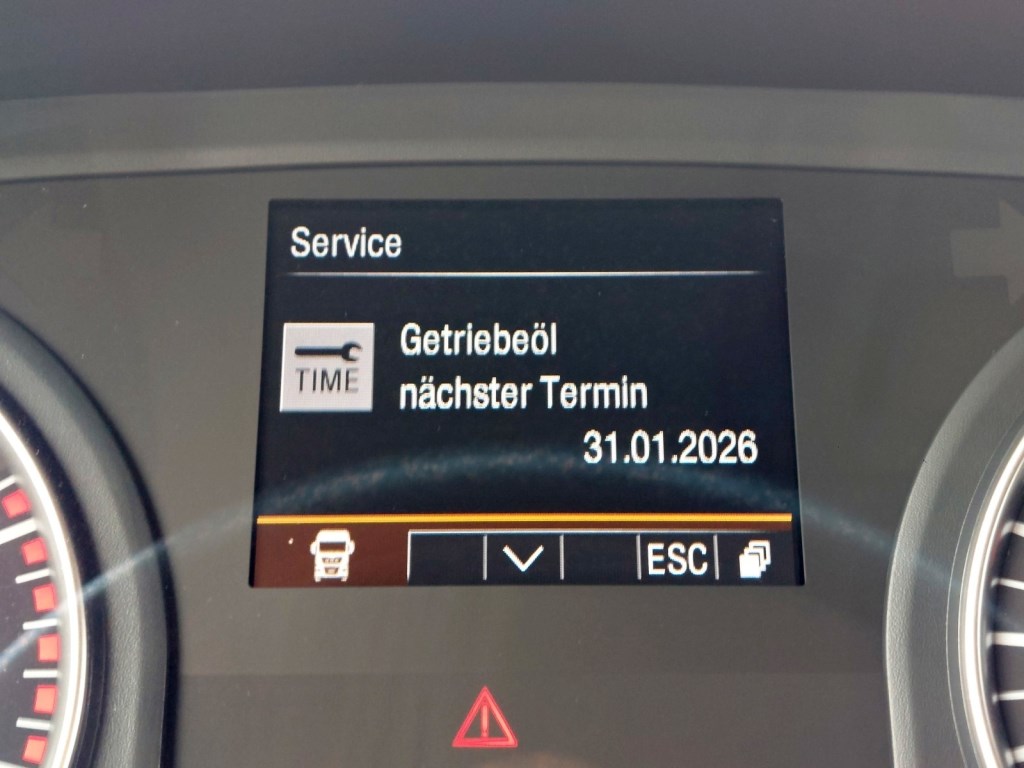 Service
TIME
Getriebeöl
nächster Termin
31.01.2026
ESC